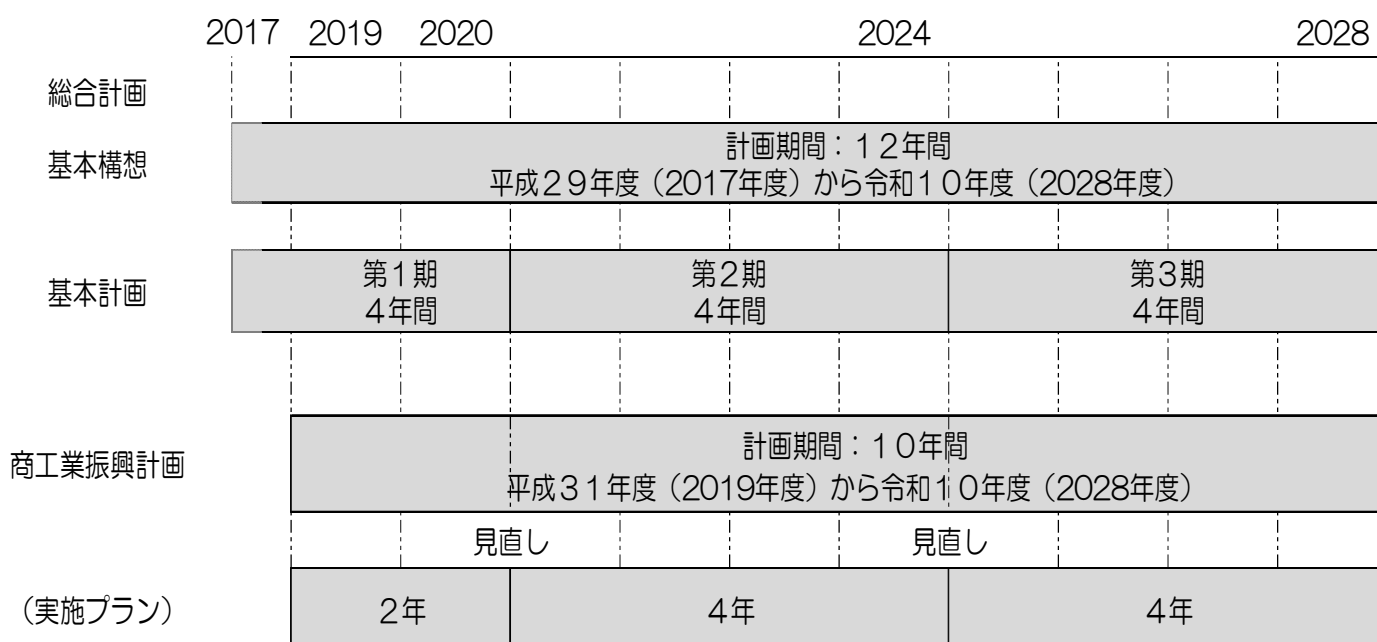 2017 2019 2020 2024 2028
総合計画
基本構想
計画期間：１２年間
平成２９年度（2017年度）から令和１０年度（2028年度）
基本計画
第１期 第２期 第３期
４年間 ４年間 ４年間
商工業振興計画
計画期間：１０年間
平成３１年度（2019年度）から令和１０年度（2028年度）
見直し 見直し
（実施プラン） ２年 ４年 ４年